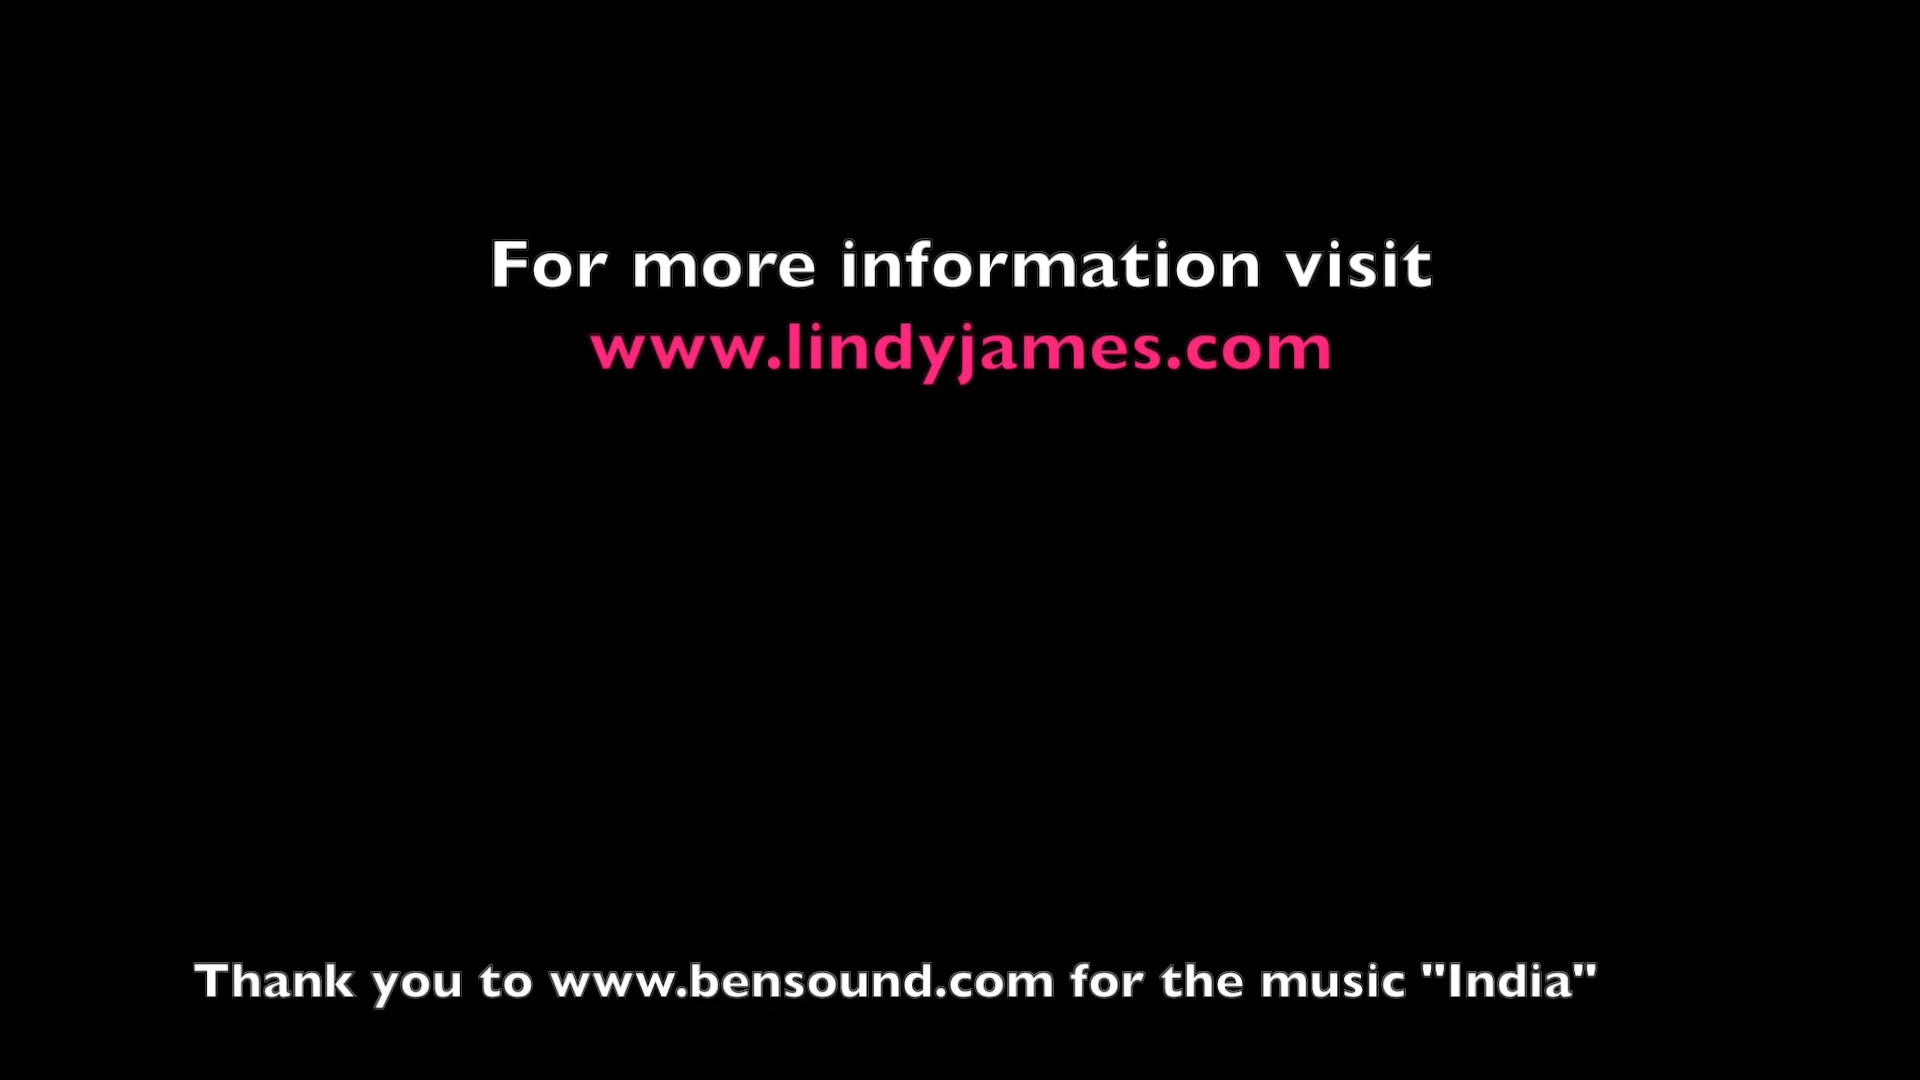 For more information visit
www.lindyjames.com
Thank you to www.bensound.com for the music "India"